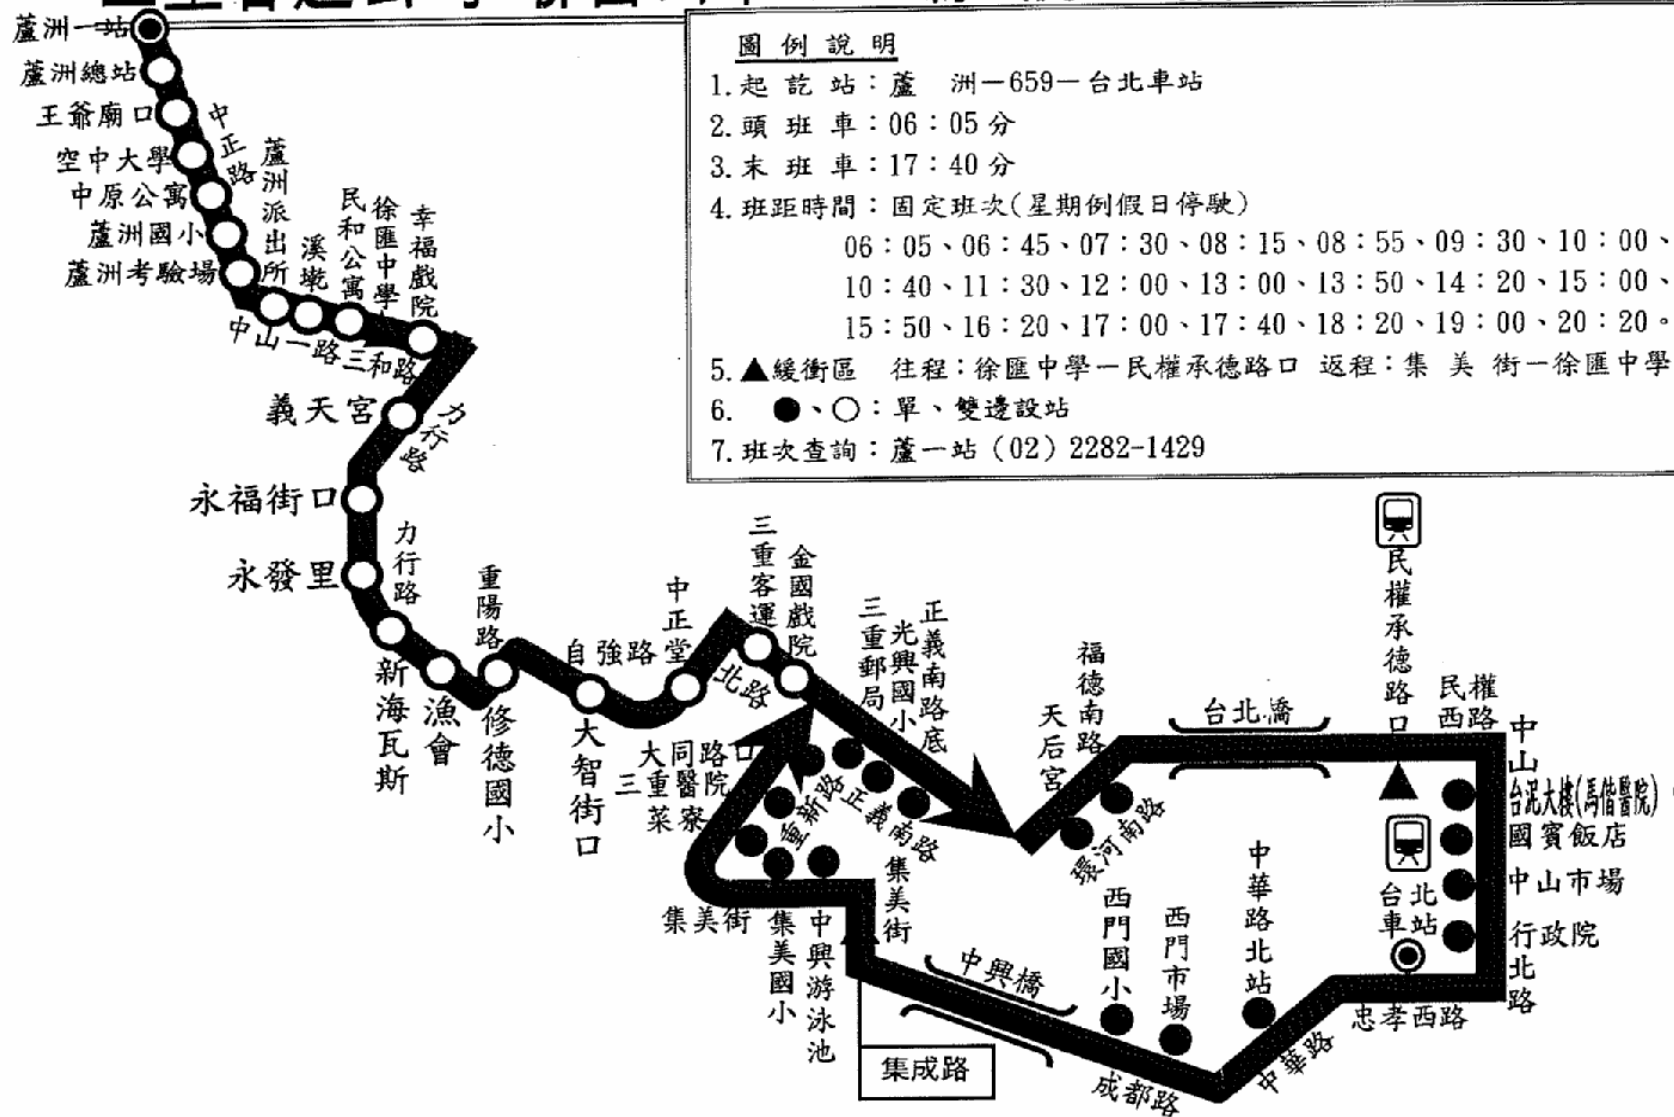 圖例說明
1.起訖站：蘆　洲－659－台北車站
2.頭班車：06：05分
3.末班車：17：40分
4.班距時間：固定班次(星期例假日停駛)
06：05、06：45、07：30、08：15、08：55、09：30、10：00、
10：40、11：30、12：00、13：00、13：50、14：20、15：00、
15：50、16：20、17：00、17：40、18：20、19：00、20：20。
5.▲緩衝區　往程：徐匯中學－民權承德路口 返程：集美街－徐匯中學
6.　●、○：單、雙邊設站
7.班次查詢：蘆一站（02）2282-1429
蘆洲一站
蘆洲總站
王爺廟口
空中大學
中原公寓
蘆洲國小
蘆洲考驗場
中正路
蘆洲派出所
溪墘
民和公寓
徐匯中學
幸福戲院
中山一路
三和路
義天宮
力行路
永福街口
永發里
力行路
新海瓦斯
漁會
重陽路
修德國小
自強路
大智街口
中正堂
北路
三重客運
金國戲院
三重郵局
光興國小
正義南路底
大同路口
三重醫院
菜寮
重新路
正義南路
集美街
集美國小
中興游泳池
集美街
集成路
中興橋
天后宮
福德南路
環河南路
台北橋
民權承德路口
民權
西路
中山
北路
台泥大樓(馬偕醫院)
國賓飯店
中山市場
行政院
台北
車站
忠孝西路
中華路北站
中華路
西門市場
西門國小
成都路